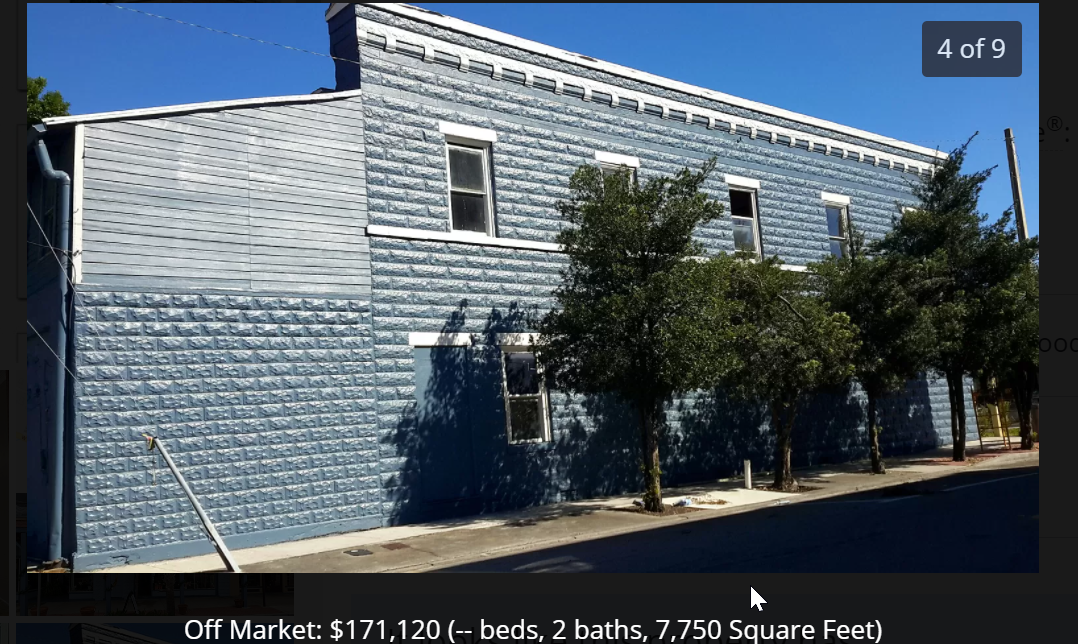 4 of 9
e®:
Off Market: $171,120 (-- beds, 2 baths, 7,750 Square Feet)